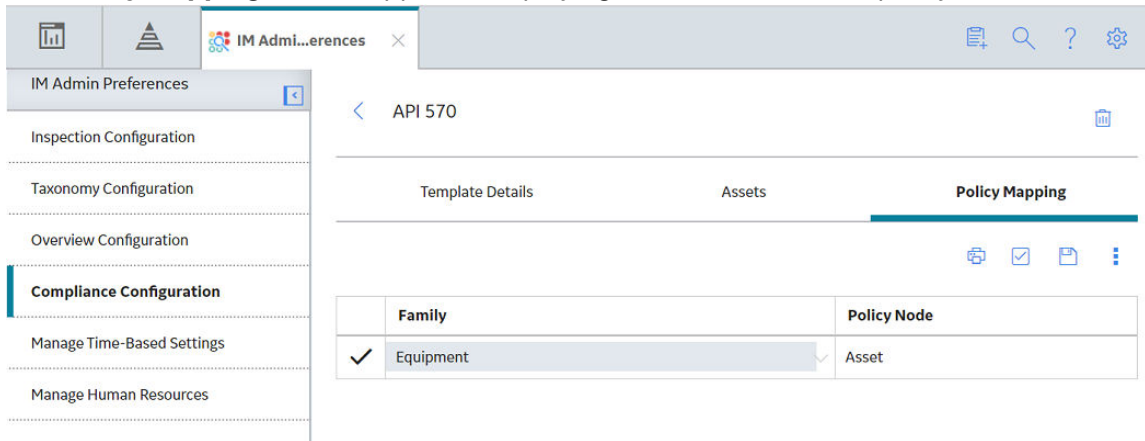 IM Admi...erences
?
IM Admin Preferences
Inspection Configuration
Taxonomy Configuration
Overview Configuration
Compliance Configuration
Manage Time-Based Settings
Manage Human Resources
API 570
Template Details Assets Policy Mapping
Family Policy Node
Equipment Asset